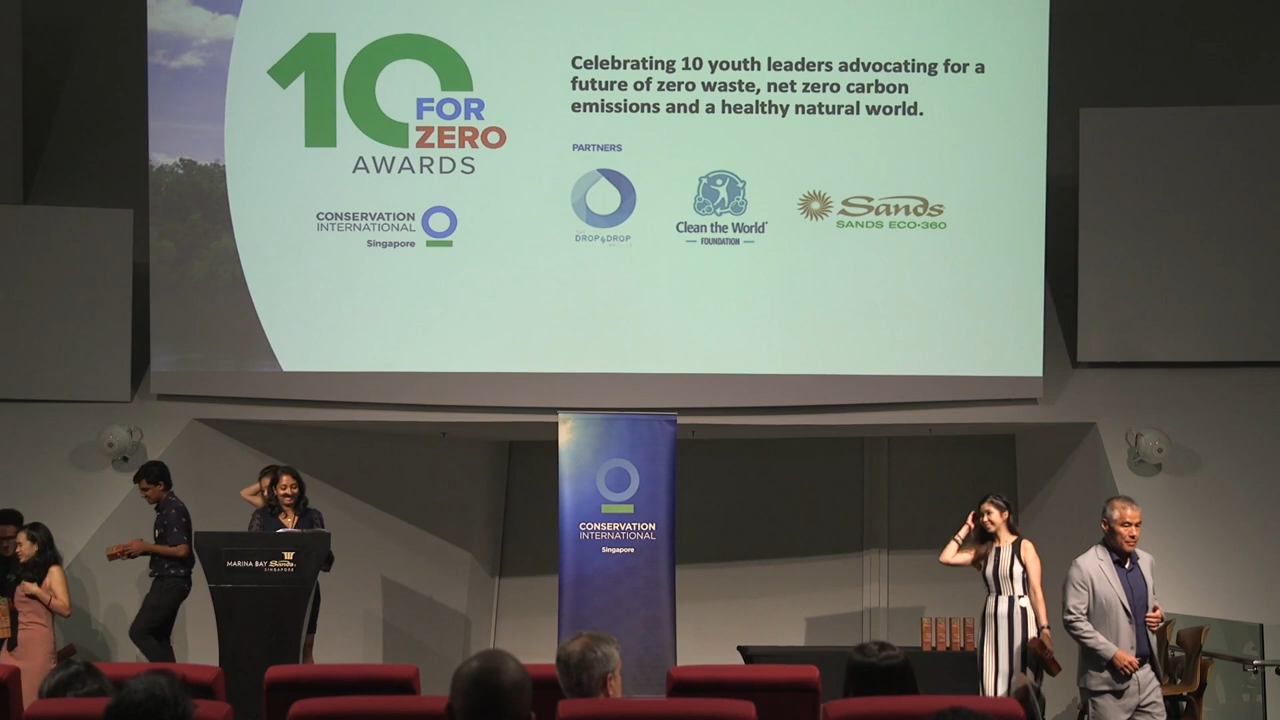 10
FOR
ZERO
AWARDS
CONSERVATION
INTERNATIONAL
Singapore
Celebrating 10 youth leaders advocating for a
future of zero waste, net zero carbon
emissions and a healthy natural world.
PARTNERS
DROP4DROP
Clean the World
FOUNDATION
Sands
SANDS ECO•360
CONSERVATION
INTERNATIONAL
Singapore
MARINA BAY Sands
SINGAPORE